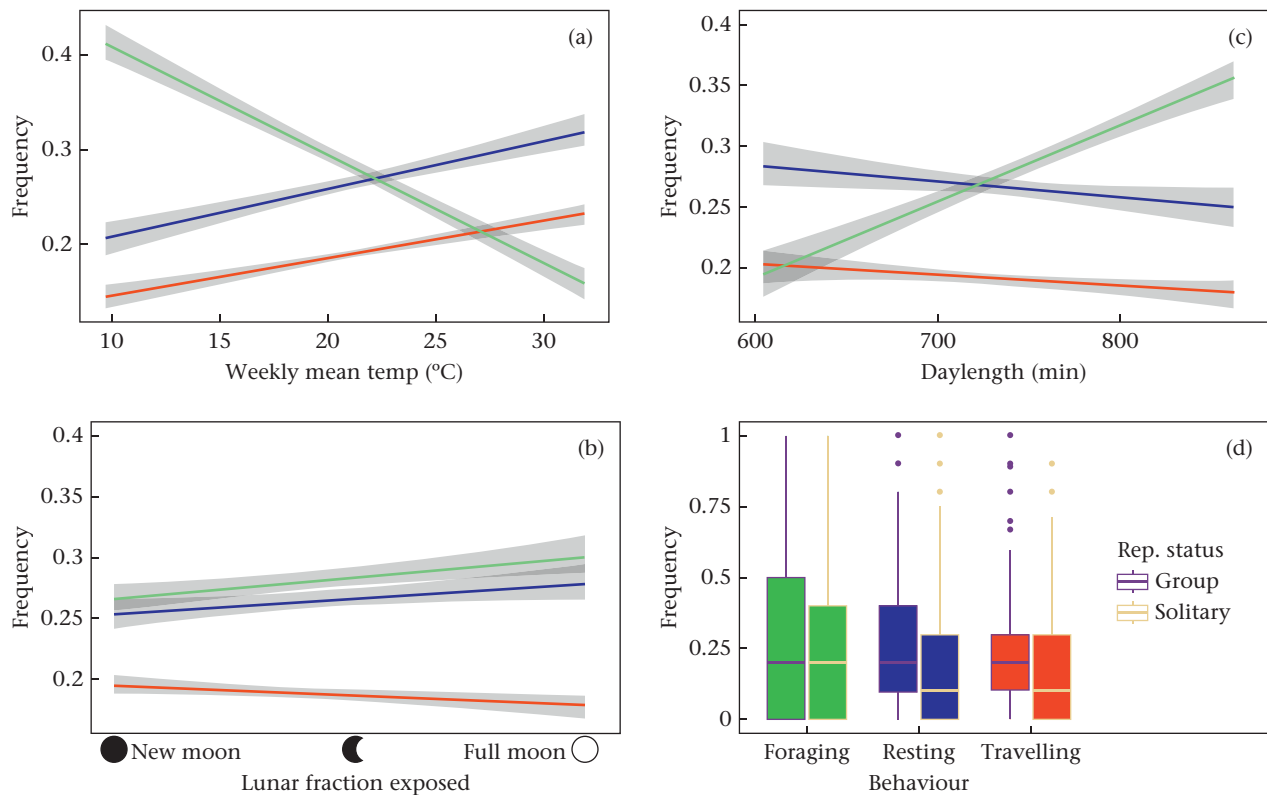 (a)
Frequency
0.4
0.3
0.2
10 15 20 25 30
Weekly mean temp (ºC)
(c)
Frequency
0.4
0.35
0.3
0.25
0.2
600 700 800
Daylength (min)
(b)
Frequency
0.4
0.35
0.3
0.25
0.2
New moon Full moon
Lunar fraction exposed
(d)
Frequency
1
0.75
0.5
0.25
0
Rep. status
Group
Solitary
Foraging Resting Travelling
Behaviour